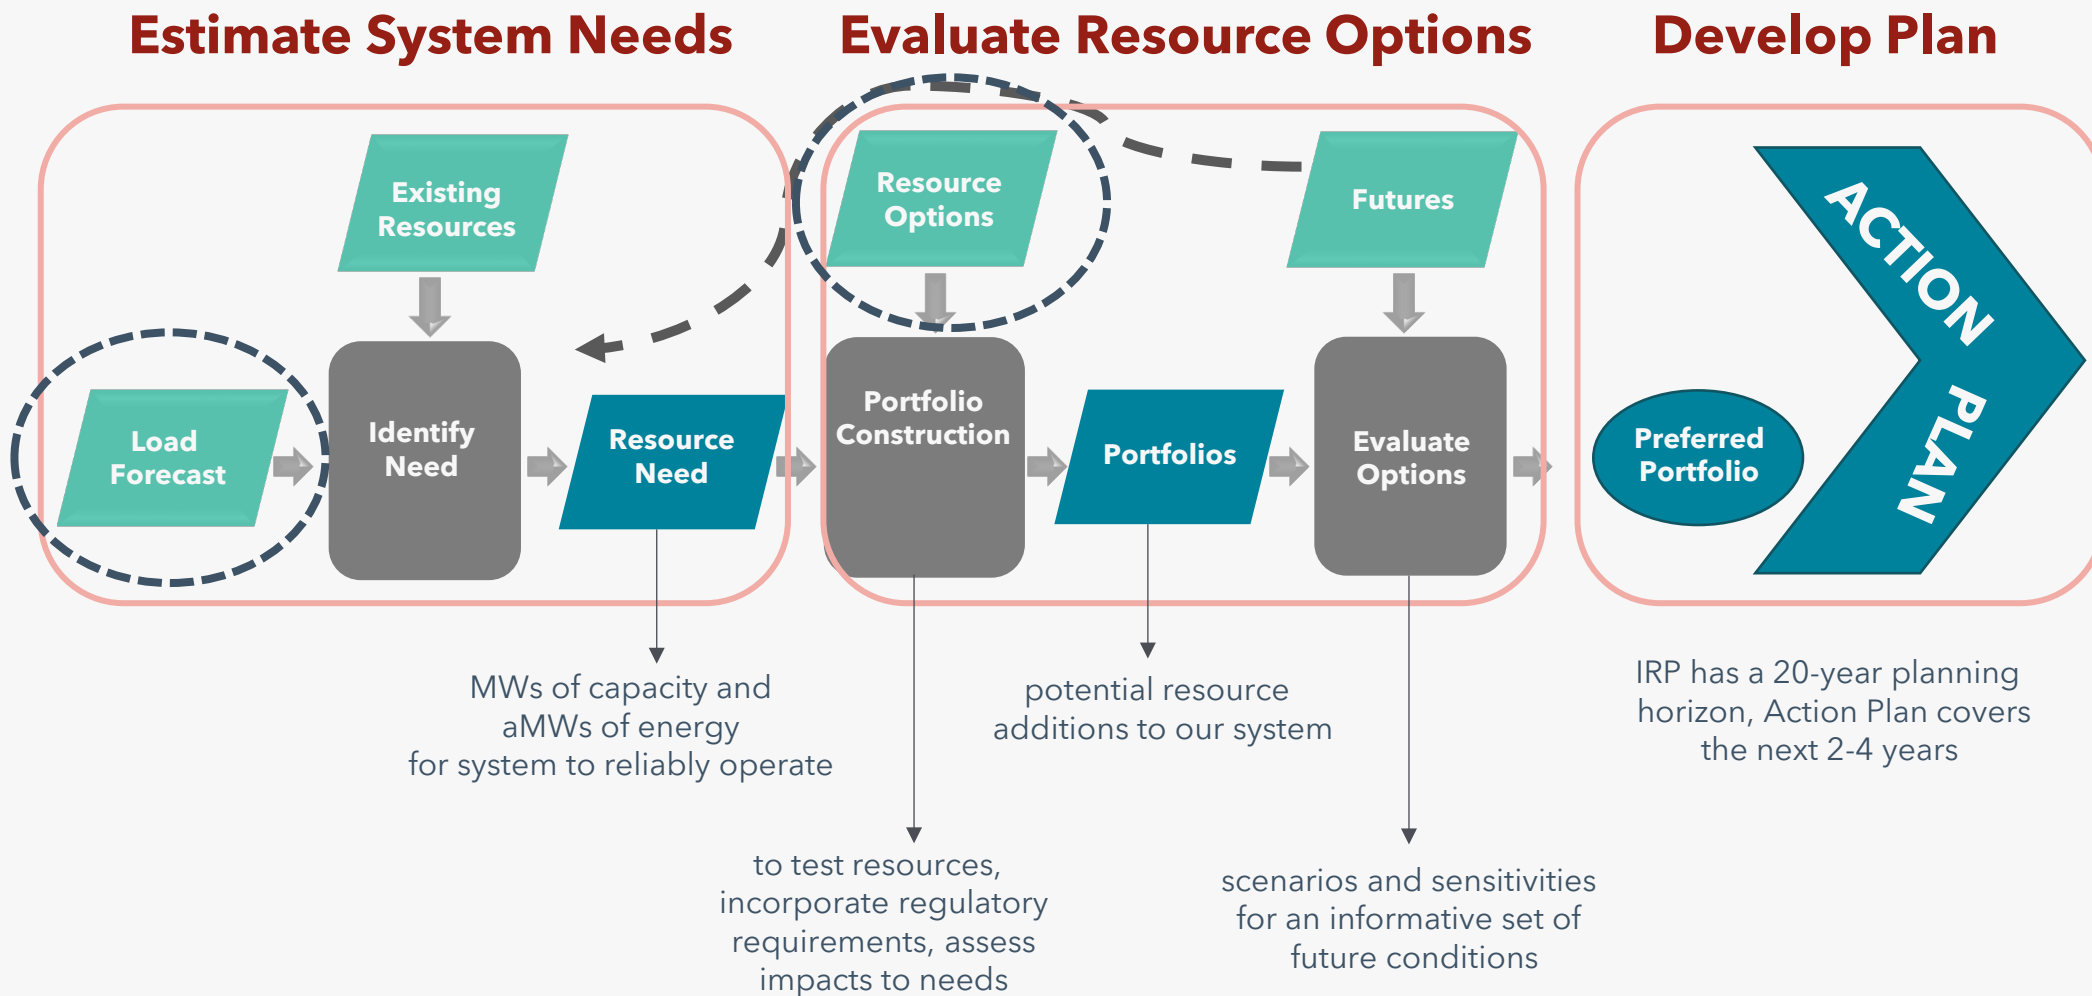 Estimate System Needs
Evaluate Resource Options
Develop Plan
Existing
Resources
Load
Forecast
Identify
Need
Resource
Need
MWs of capacity and
aMWs of energy
for system to reliably operate
Resource
Options
Futures
Portfolio
Construction
Portfolios
Evaluate
Options
to test resources,
incorporate regulatory
requirements, assess
impacts to needs
potential resource
additions to our system
scenarios and sensitivities
for an informative set of
future conditions
Preferred
Portfolio
ACTION PLAN
IRP has a 20-year planning
horizon, Action Plan covers
the next 2-4 years